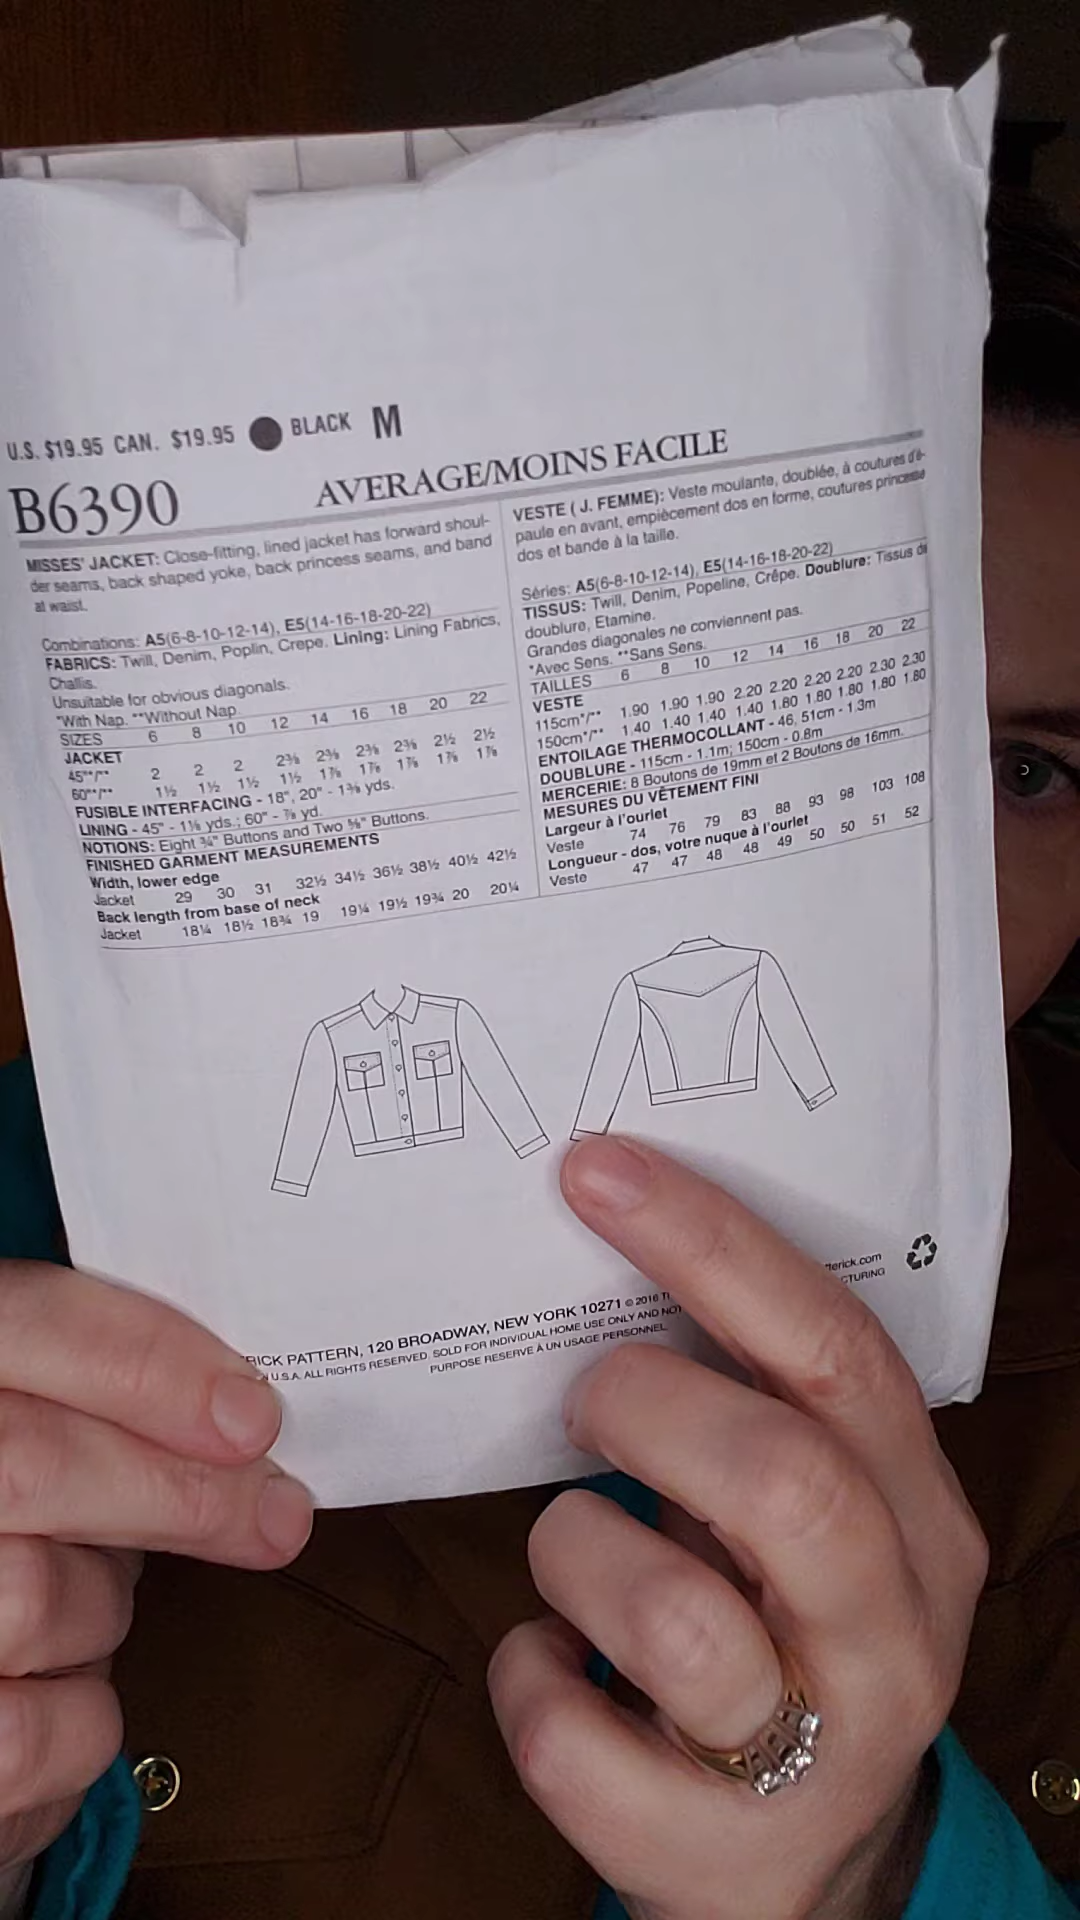 U.S. $19.95 CAN. $19.95 BLACK M
B6390 AVERAGE/MOINS FACILE
MISSES' JACKET: Close-fitting, lined jacket has forward shoul-
der seams, back shaped yoke, back princess seams, and band
at waist.
Combinations: A5(6-8-10-12-14), E5(14-16-18-20-22)
FABRICS: Twill, Denim, Poplin, Crepe. Lining: Lining Fabrics,
Challis.
Unsuitable for obvious diagonals.
*With Nap. **Without Nap.
SIZES 6 8 10 12 14 16 18 20 22
JACKET
45"*/** 2 2 2 2⅜ 2⅜ 2⅜ 2⅜ 2½ 2½
60"*/** 1½ 1½ 1½ 1½ 1⅞ 1⅞ 1⅞ 1⅞ 1⅞
FUSIBLE INTERFACING - 18", 20" - 1⅜ yds.
LINING - 45" - 1⅛ yds.; 60" - ⅞ yd.
NOTIONS: Eight ¾" Buttons and Two ⅝" Buttons.
FINISHED GARMENT MEASUREMENTS
Width, lower edge
Jacket 29 30 31 32½ 34½ 36½ 38½ 40½ 42½
Back length from base of neck
Jacket 18¼ 18½ 18¾ 19 19¼ 19½ 19¾ 20 20¼
VESTE ( J. FEMME): Veste moulante, doublée, à coutures d'é-
paule en avant, empiècement dos en forme, coutures princesse
dos et bande à la taille.
Séries: A5(6-8-10-12-14), E5(14-16-18-20-22)
TISSUS: Twill, Denim, Popeline, Crêpe. Doublure: Tissus de
doublure, Etamine.
Grandes diagonales ne conviennent pas.
*Avec Sens. **Sans Sens.
TAILLES 6 8 10 12 14 16 18 20 22
VESTE
115cm*/** 1.90 1.90 1.90 2.20 2.20 2.20 2.20 2.30 2.30
150cm*/** 1.40 1.40 1.40 1.40 1.80 1.80 1.80 1.80 1.80
ENTOILAGE THERMOCOLLANT - 46, 51cm - 1.3m
DOUBLURE - 115cm - 1.1m; 150cm - 0.8m
MERCERIE: 8 Boutons de 19mm et 2 Boutons de 16mm.
MESURES DU VÊTEMENT FINI
Largeur à l'ourlet
Veste 74 76 79 83 88 93 98 103 108
Longueur - dos, votre nuque à l'ourlet
Veste 47 47 48 48 49 50 50 51 52
terick.com
CTURING
RICK PATTERN, 120 BROADWAY, NEW YORK 10271 © 2016
U.S.A. ALL RIGHTS RESERVED. SOLD FOR INDIVIDUAL HOME USE ONLY AND NOT
PURPOSE RESERVÉ À UN USAGE PERSONNEL